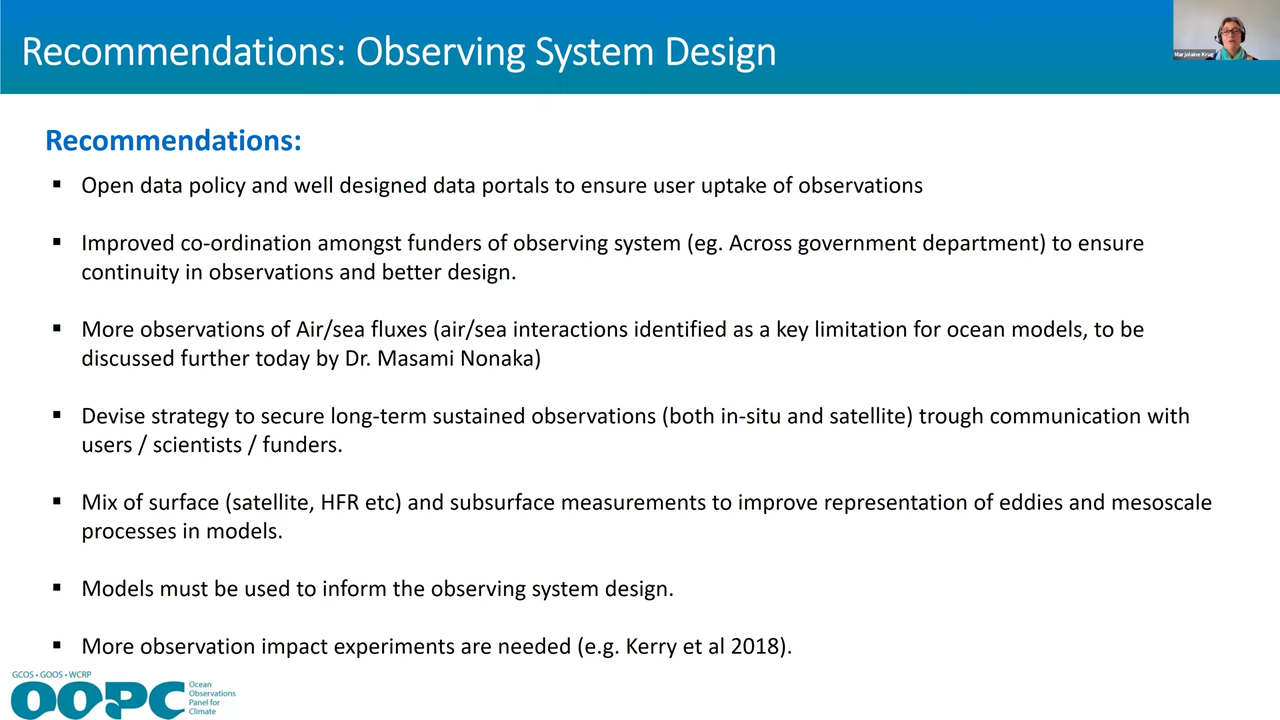 Recommendations: Observing System Design
Marjolaine Krug
Recommendations:
▪ Open data policy and well designed data portals to ensure user uptake of observations
▪ Improved co-ordination amongst funders of observing system (eg. Across government department) to ensure
continuity in observations and better design.
▪ More observations of Air/sea fluxes (air/sea interactions identified as a key limitation for ocean models, to be
discussed further today by Dr. Masami Nonaka)
▪ Devise strategy to secure long-term sustained observations (both in-situ and satellite) trough communication with
users / scientists / funders.
▪ Mix of surface (satellite, HFR etc) and subsurface measurements to improve representation of eddies and mesoscale
processes in models.
▪ Models must be used to inform the observing system design.
▪ More observation impact experiments are needed (e.g. Kerry et al 2018).
GCOS • GOOS • WCRP
OOPC
Ocean
Observations
Panel for
Climate